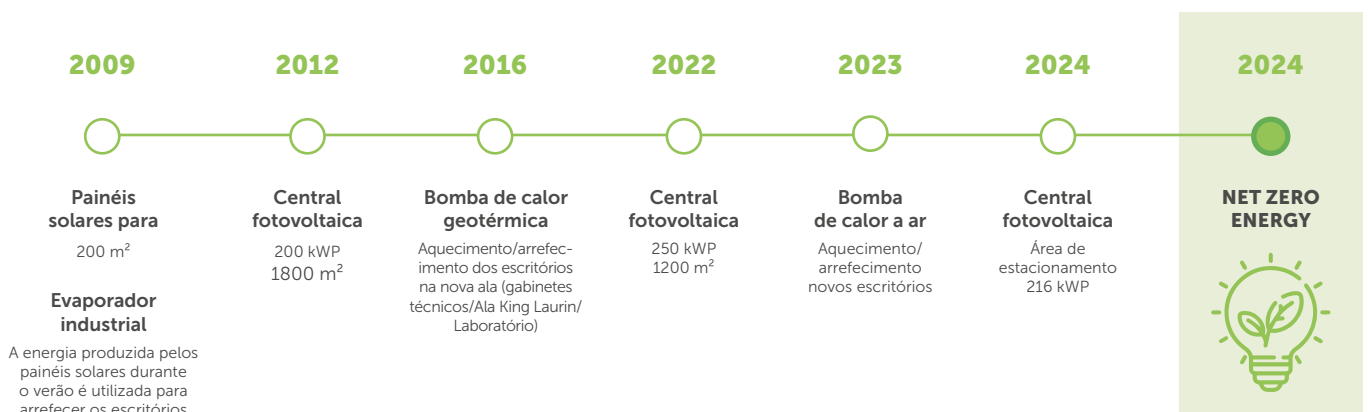 2009
Painéis
solares para
200 m²
Evaporador
industrial
A energia produzida pelos
painéis solares durante
o verão é utilizada para
arrefecer os escritórios
2012
Central
fotovoltaica
200 kWP
1800 m²
2016
Bomba de calor
geotérmica
Aquecimento/arrefec-
imento dos escritórios
na nova ala (gabinetes
técnicos/Ala King Laurin/
Laboratório)
2022
Central
fotovoltaica
250 kWP
1200 m²
2023
Bomba
de calor a ar
Aquecimento/
arrefecimento
novos escritórios
2024
Central
fotovoltaica
Área de
estacionamento
216 kWP
2024
NET ZERO
ENERGY